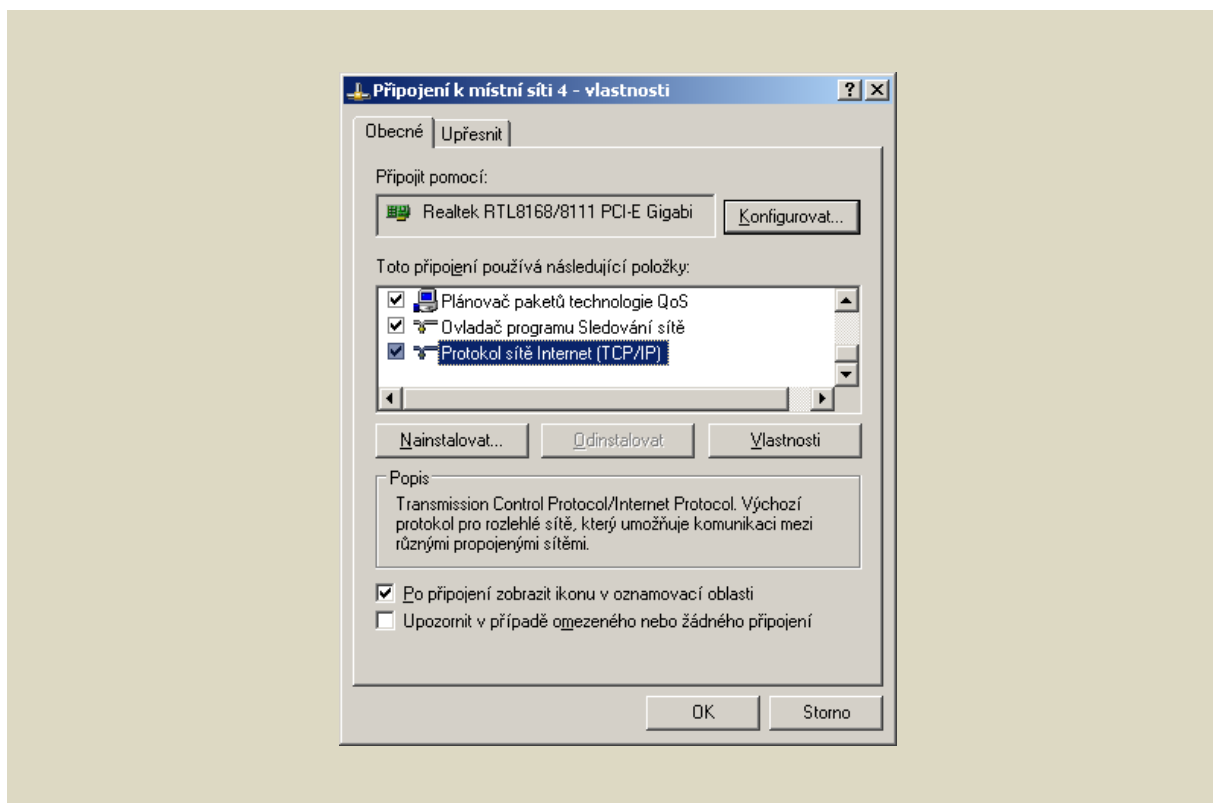 Připojení k místní síti 4 - vlastnosti
Obecné
Upřesnit
Připojit pomocí:
Realtek RTL8168/8111 PCI-E Gigabi
Konfigurovat...
Toto připojení používá následující položky:
Plánovač paketů technologie QoS
Ovladač programu Sledování sítě
Protokol sítě Internet (TCP/IP)
Nainstalovat...
Odinstalovat
Vlastnosti
Popis
Transmission Control Protocol/Internet Protocol. Výchozí
protokol pro rozlehlé sítě, který umožňuje komunikaci mezi
různými propojenými sítěmi.
Po připojení zobrazit ikonu v oznamovací oblasti
Upozornit v případě omezeného nebo žádného připojení
OK
Storno